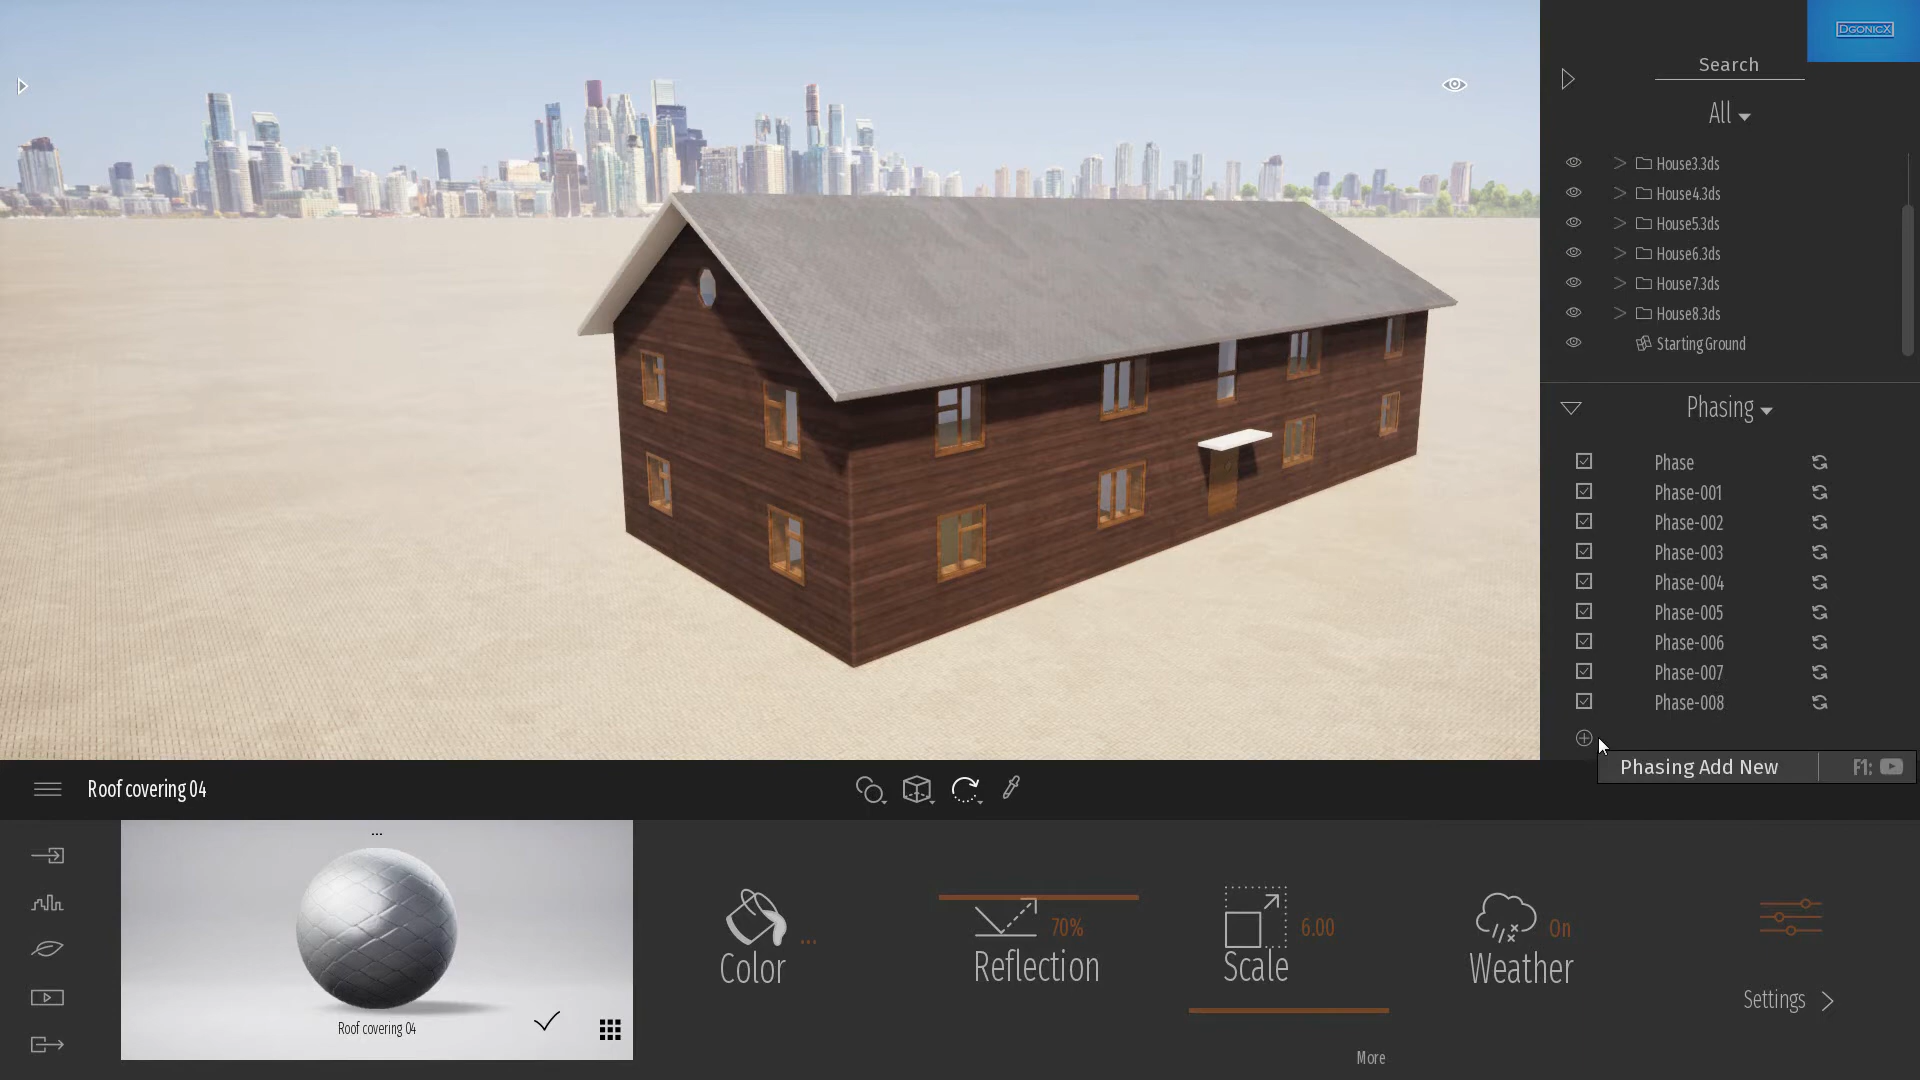 DGONICX
Search
All
House3.3ds
House4.3ds
House5.3ds
House6.3ds
House7.3ds
House8.3ds
Starting Ground
Phasing
Phase
Phase-001
Phase-002
Phase-003
Phase-004
Phase-005
Phase-006
Phase-007
Phase-008
Phasing Add New F1:
Roof covering 04
...
Roof covering 04
Color ...
Reflection 70%
Scale 6.00
Weather On
Settings
More